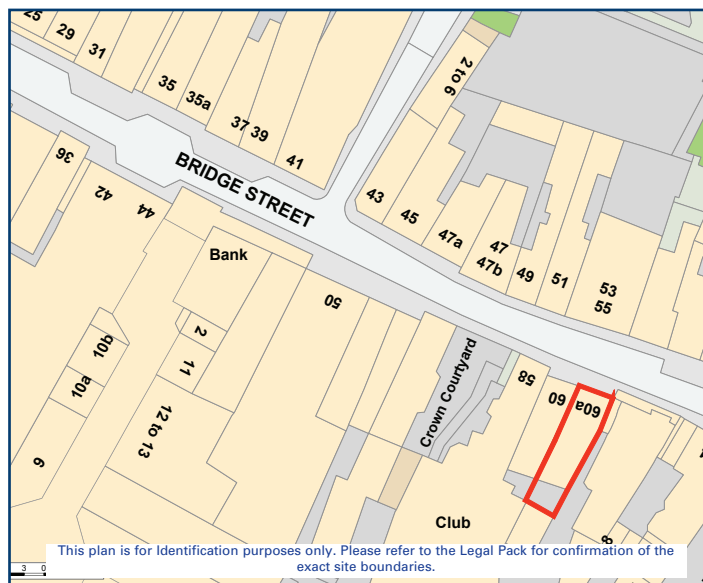 25
29
31
35
35a
37
39
41
2 to 6
BRIDGE STREET
36
42
44
43
45
47a
47
47b
49
51
53
55
Bank
50
2
11
10b
10a
12 to 13
6
Crown Courtyard
58
60
60a
Club
8
3 0
This plan is for Identification purposes only. Please refer to the Legal Pack for confirmation of the
exact site boundaries.